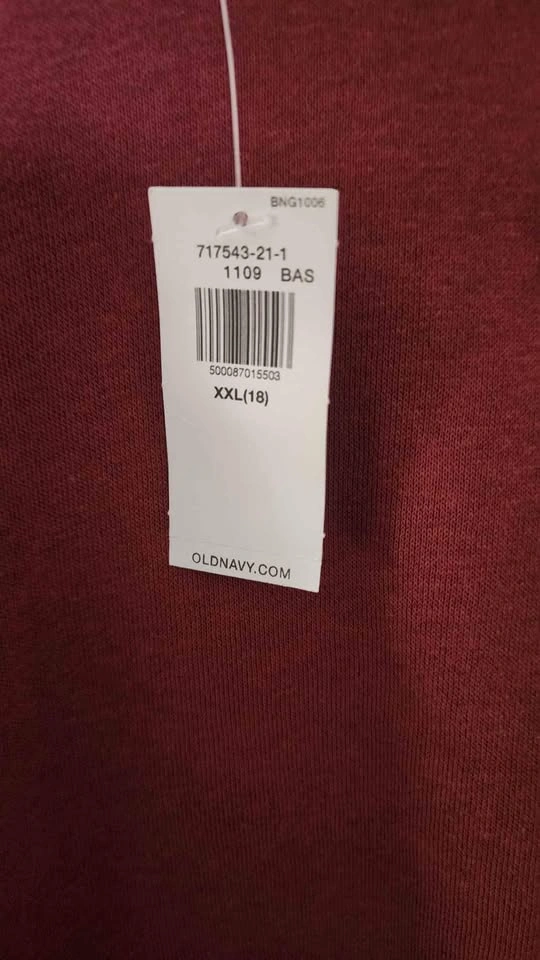 BNG1006
717543-21-1
1109 BAS
500087015503
XXL(18)
OLDNAVY.COM